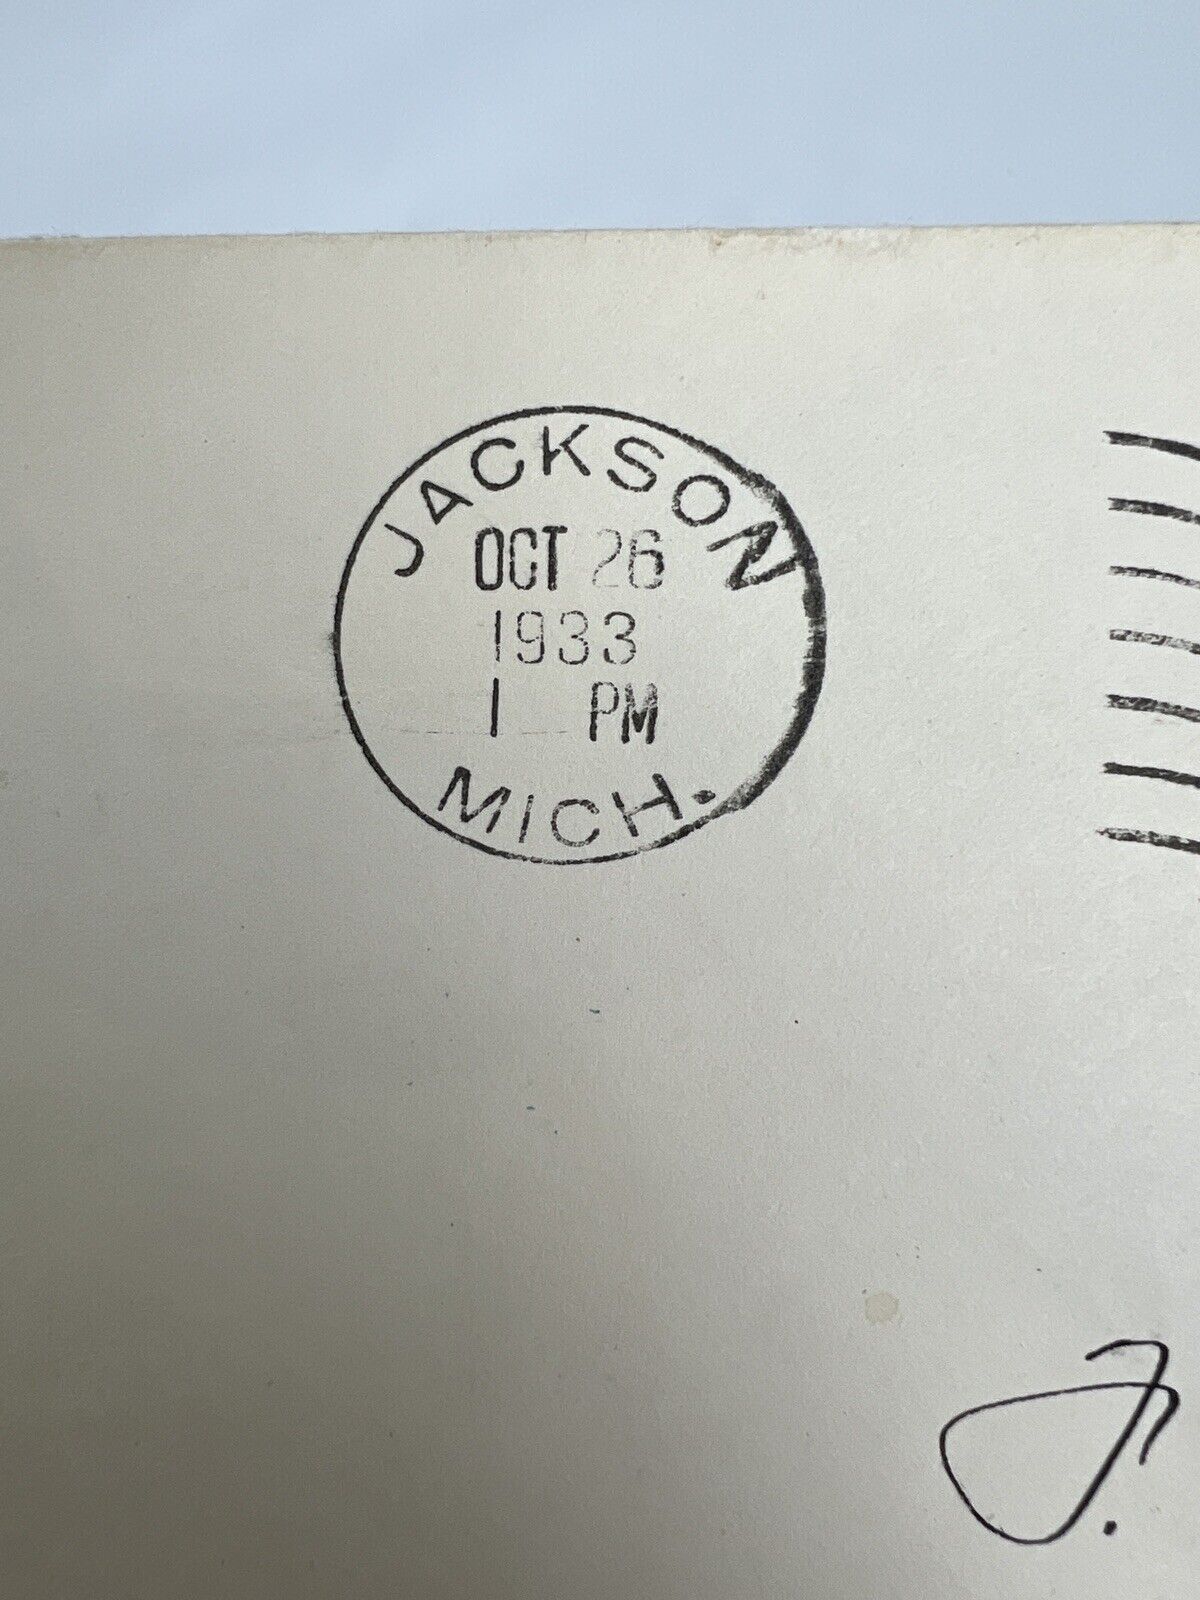 JACKSON
OCT 26
1933
1 PM
MICH.
J.